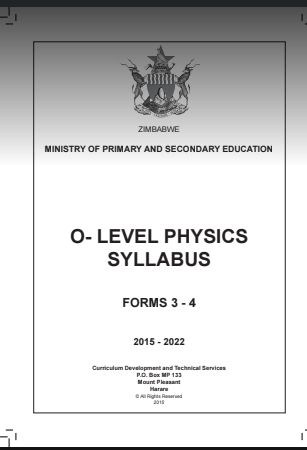 ZIMBABWE
MINISTRY OF PRIMARY AND SECONDARY EDUCATION
O- LEVEL PHYSICS
SYLLABUS
FORMS 3 - 4
2015 - 2022
Curriculum Development and Technical Services
P.O. Box MP 133
Mount Pleasant
Harare
© All Rights Reserved
2015